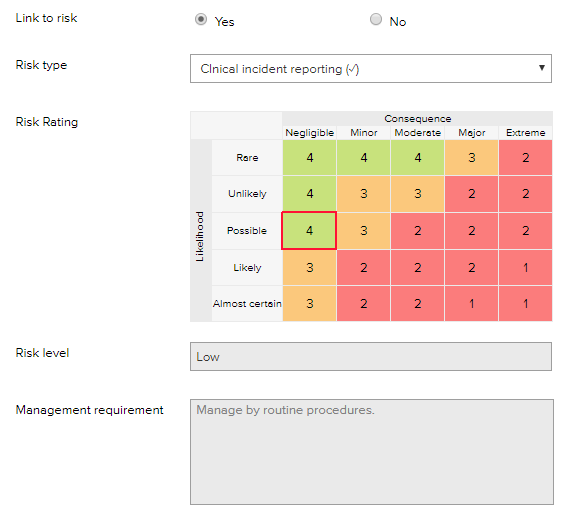 Link to risk Yes No
Risk type Clnical incident reporting (✓)
Risk Rating Consequence
Negligible Minor Moderate Major Extreme
Likelihood
Rare 4 4 4 3 2
Unlikely 4 3 3 2 2
Possible 4 3 2 2 2
Likely 3 2 2 2 1
Almost certain 3 2 2 1 1
Risk level Low
Management requirement Manage by routine procedures.